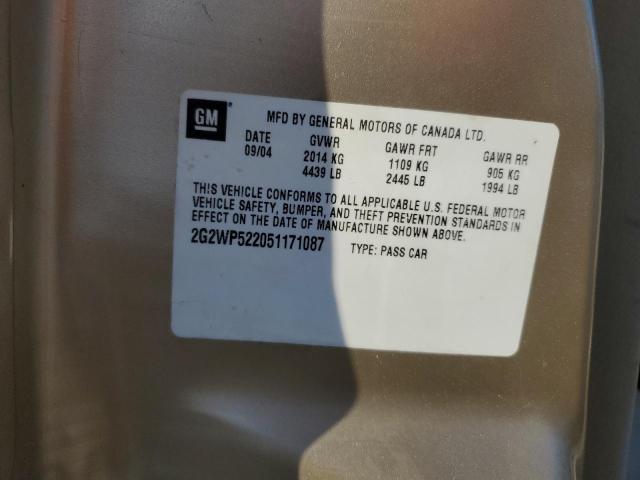 GM
MFD BY GENERAL MOTORS OF CANADA LTD.
DATE GVWR GAWR FRT GAWR RR
09/04 2014 KG 1109 KG 905 KG
4439 LB 2445 LB 1994 LB
THIS VEHICLE CONFORMS TO ALL APPLICABLE U.S. FEDERAL MOTOR
VEHICLE SAFETY, BUMPER, AND THEFT PREVENTION STANDARDS IN
EFFECT ON THE DATE OF MANUFACTURE SHOWN ABOVE.
2G2WP522051171087 TYPE: PASS CAR